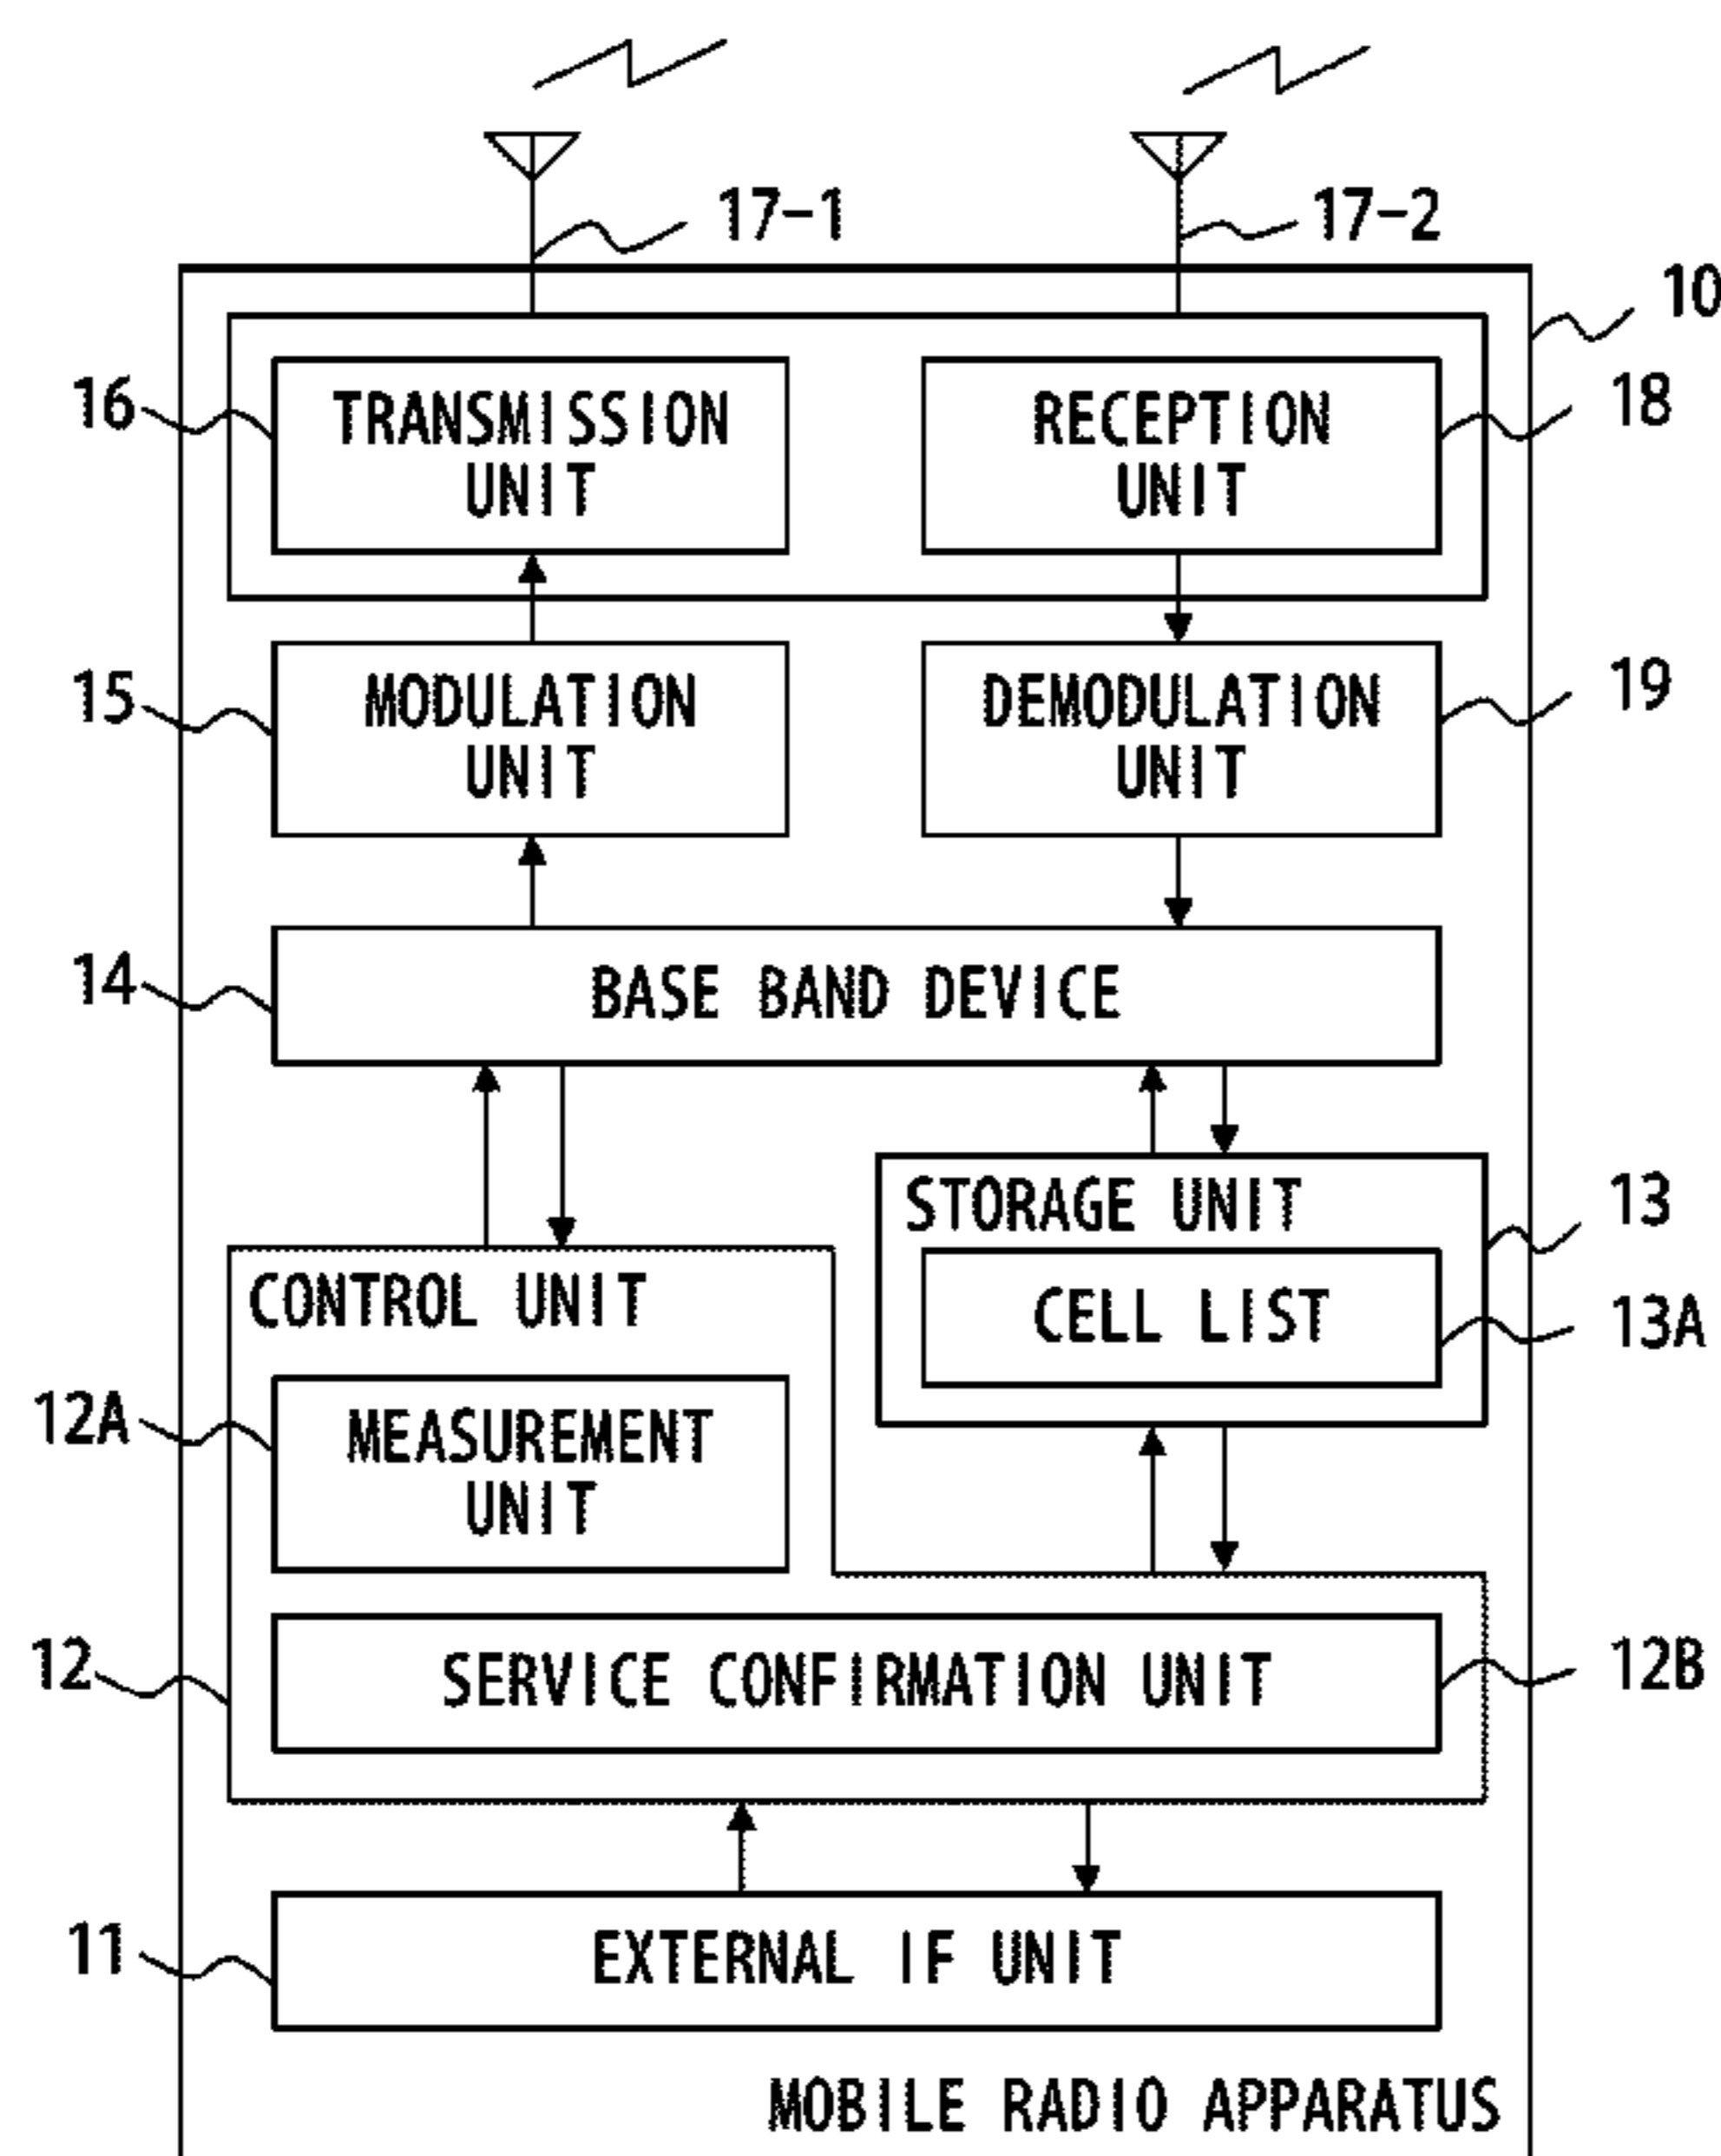 17-1
17-2
10
16
TRANSMISSION
UNIT
RECEPTION
UNIT
18
15
MODULATION
UNIT
DEMODULATION
UNIT
19
14
BASE BAND DEVICE
STORAGE UNIT
13
CELL LIST
13A
CONTROL UNIT
12A
MEASUREMENT
UNIT
12
SERVICE CONFIRMATION UNIT
12B
11
EXTERNAL IF UNIT
MOBILE RADIO APPARATUS